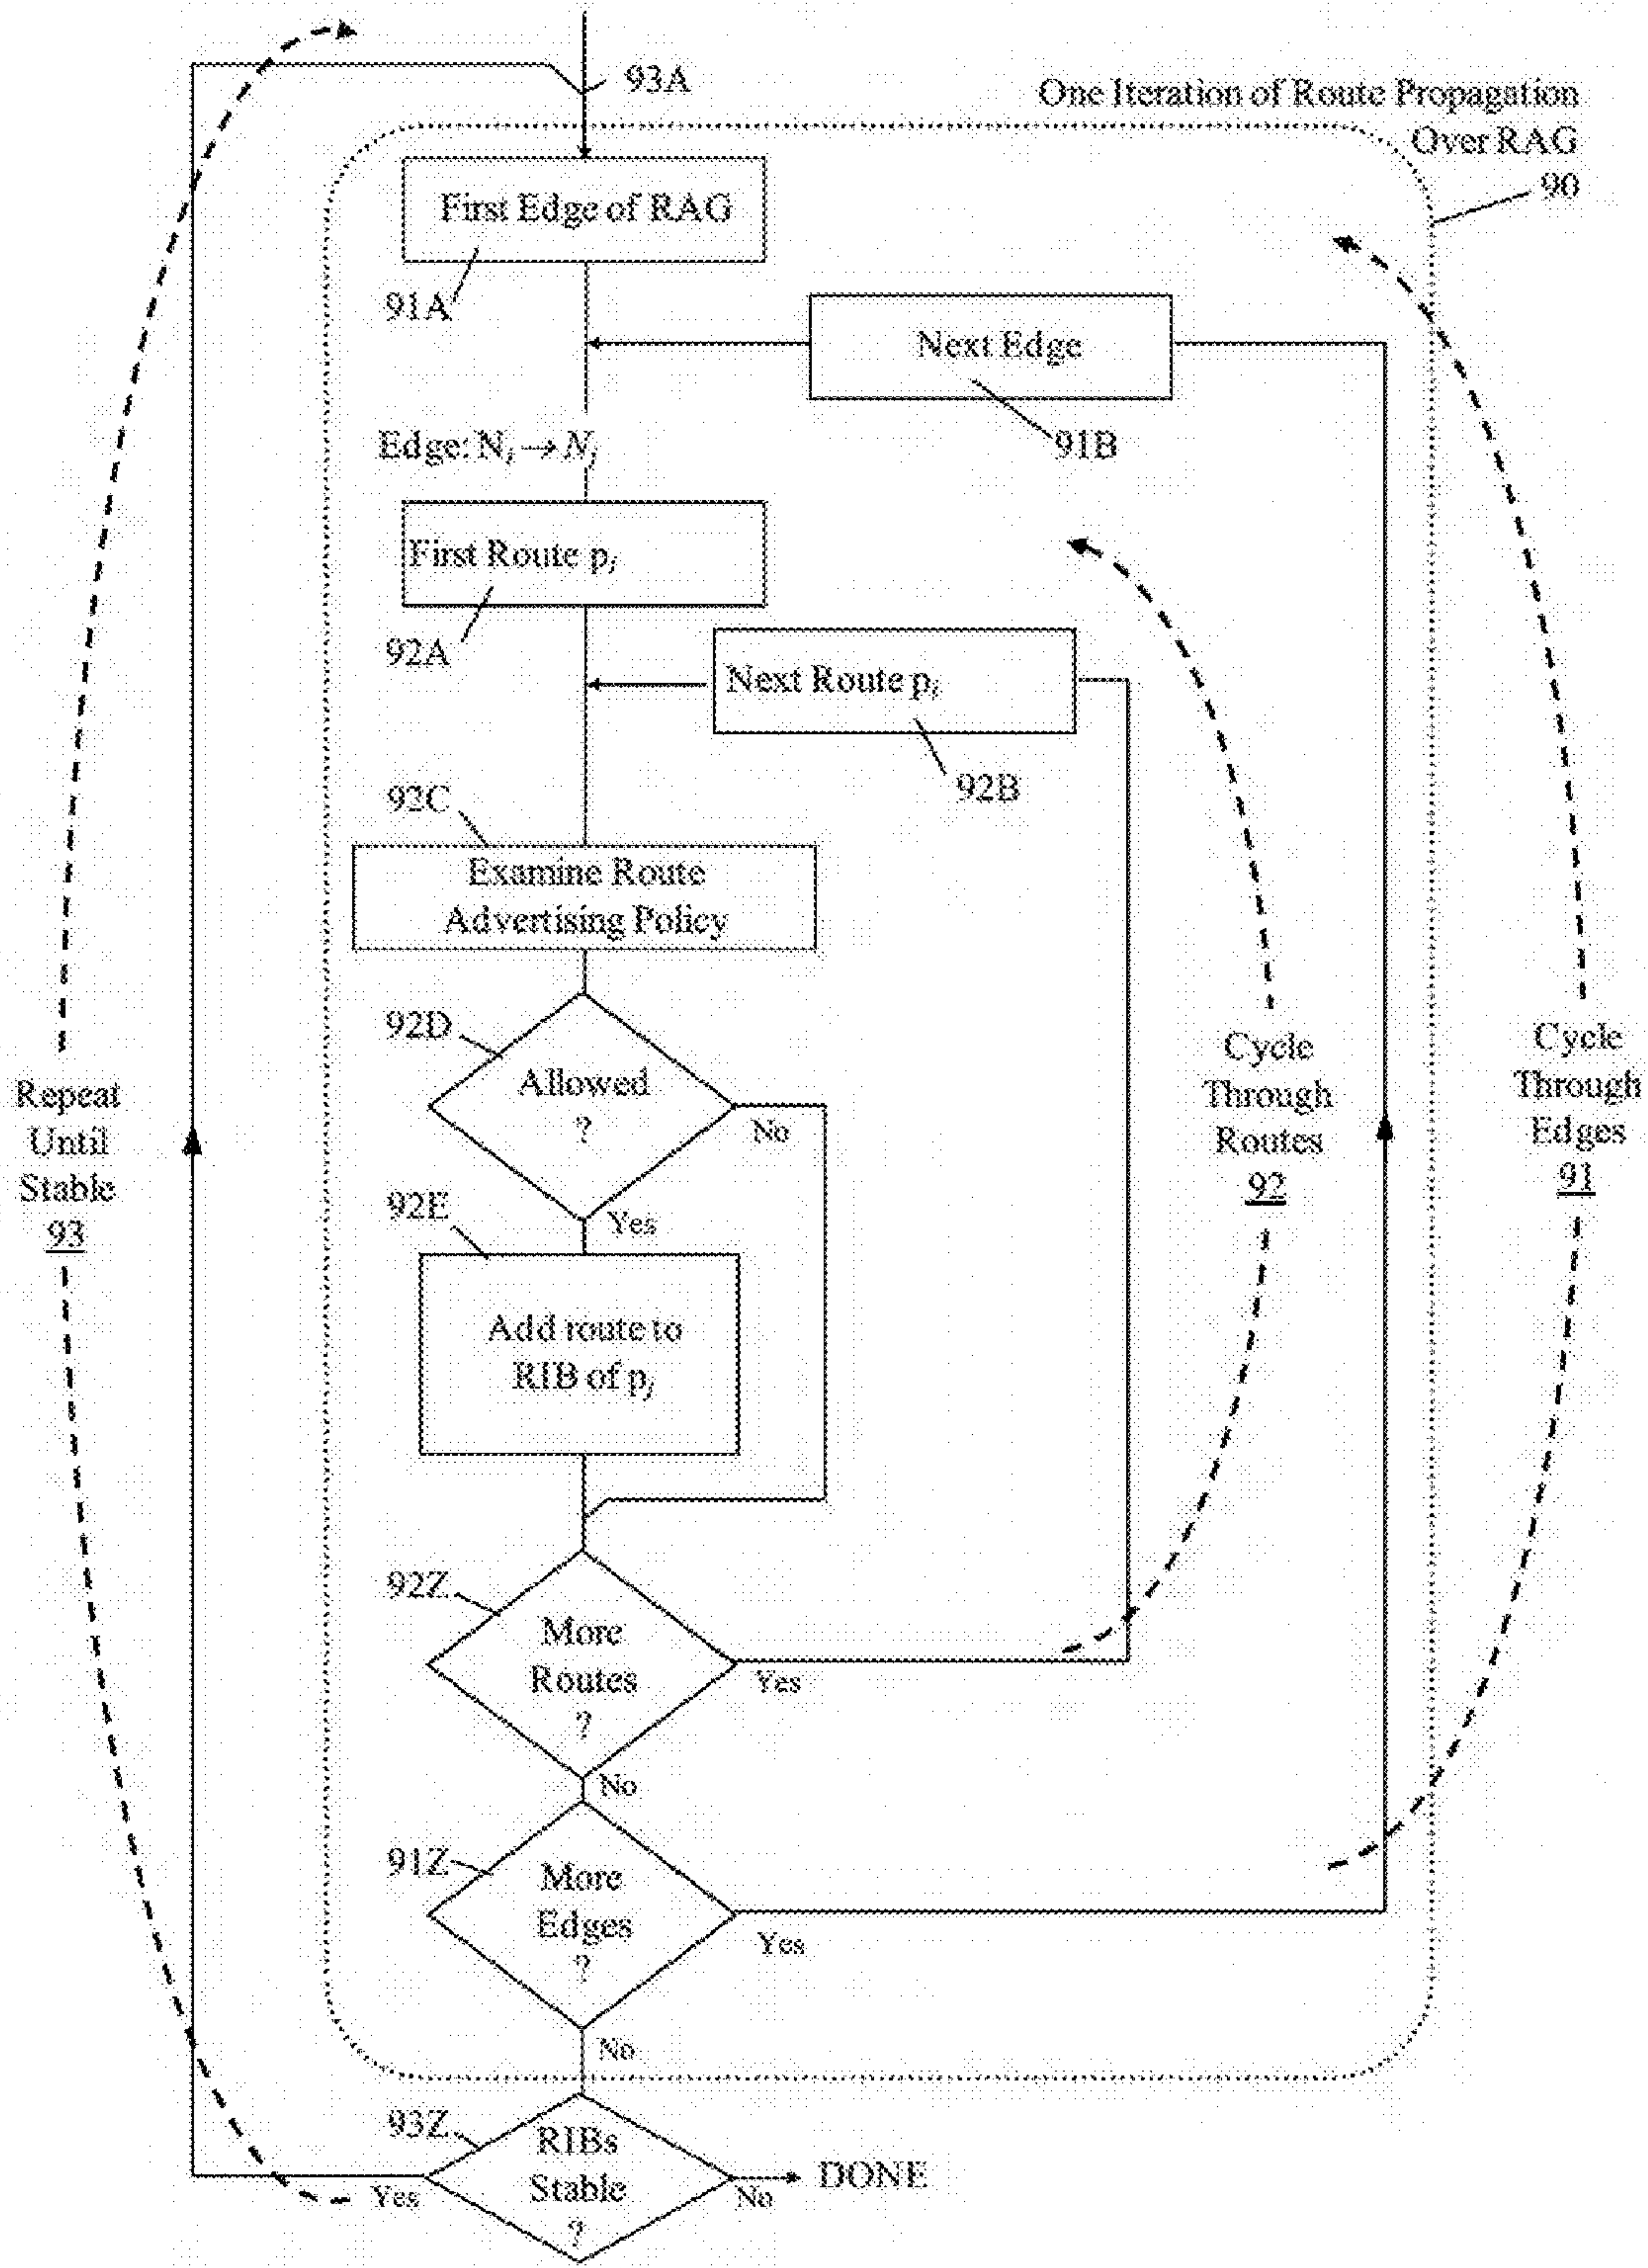 93A
One Iteration of Route Propagation
Over RAG
90
First Edge of RAG
91A
Next Edge
91B
Edge: Nᵢ → Nⱼ
First Route pᵢ
92A
Next Route pᵢ
92B
92C
Examine Route
Advertising Policy
92D
Allowed
?
No
Yes
Repeat
Until
Stable
93
Cycle
Through
Routes
92
Cycle
Through
Edges
91
92E
Add route to
RIB of pⱼ
92Z
More
Routes
?
Yes
No
91Z
More
Edges
?
Yes
No
93Z
RIBs
Stable
?
Yes
No
DONE